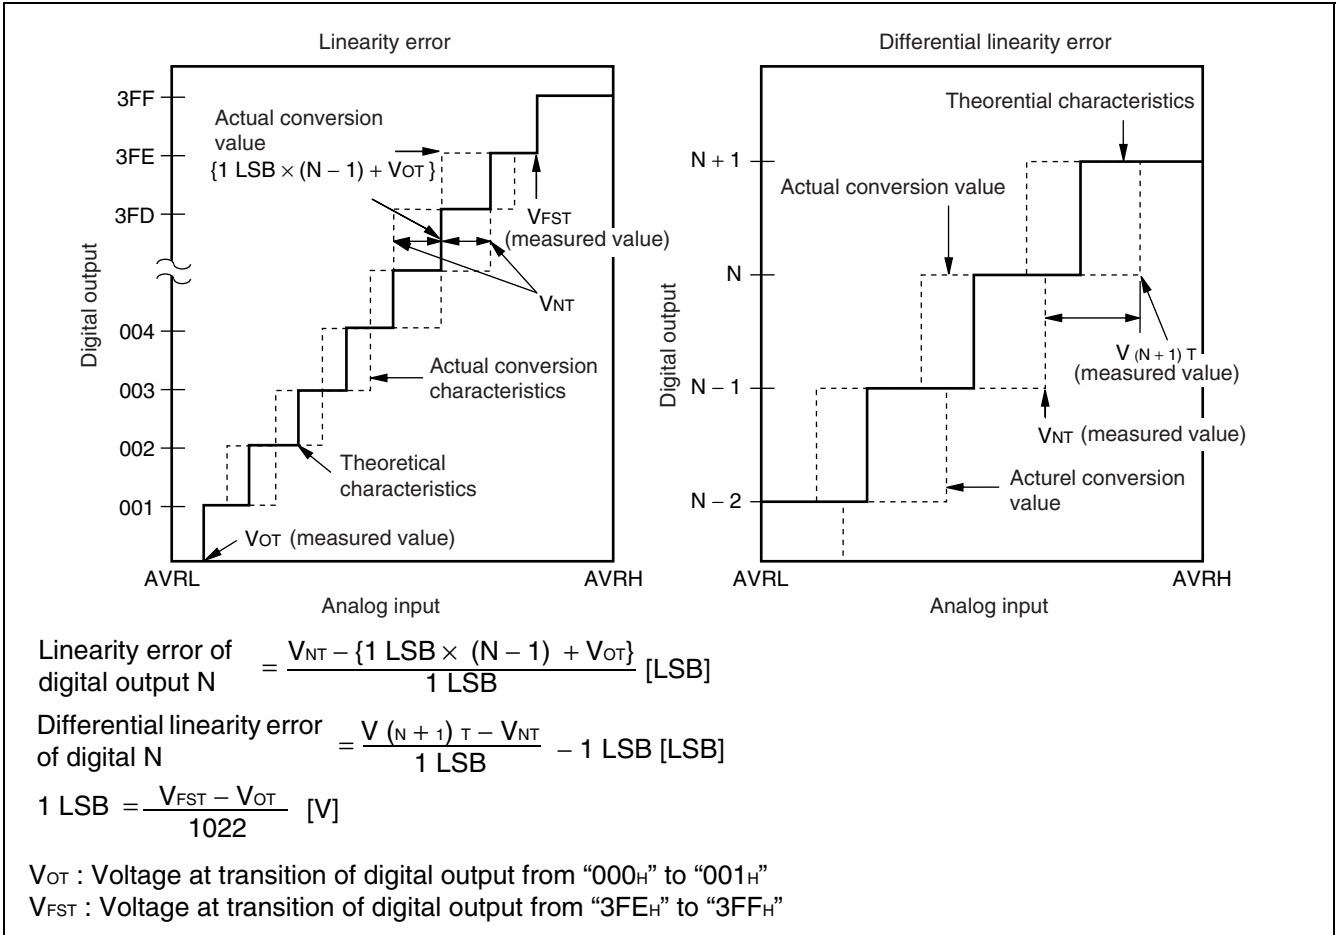 Linearity error
3FF
3FE
3FD
004
003
002
001
Digital output
Actual conversion
value
{1 LSB × (N – 1) + VOT}
VFST
(measured value)
VNT
Actual conversion
characteristics
Theoretical
characteristics
VOT (measured value)
AVRL
AVRH
Analog input
Differential linearity error
Theorential characteristics
N + 1
Actual conversion value
N
Digital output
V (N + 1) T
(measured value)
N – 1
VNT (measured value)
Acturel conversion
value
N – 2
AVRL
AVRH
Analog input
Linearity error of
digital output N
= VNT – {1 LSB × (N – 1) + VOT} / 1 LSB [LSB]
Differential linearity error
of digital N
= V (N + 1) T – VNT / 1 LSB – 1 LSB [LSB]
1 LSB = VFST – VOT / 1022 [V]
VOT : Voltage at transition of digital output from “000H” to “001H”
VFST : Voltage at transition of digital output from “3FEH” to “3FFH”